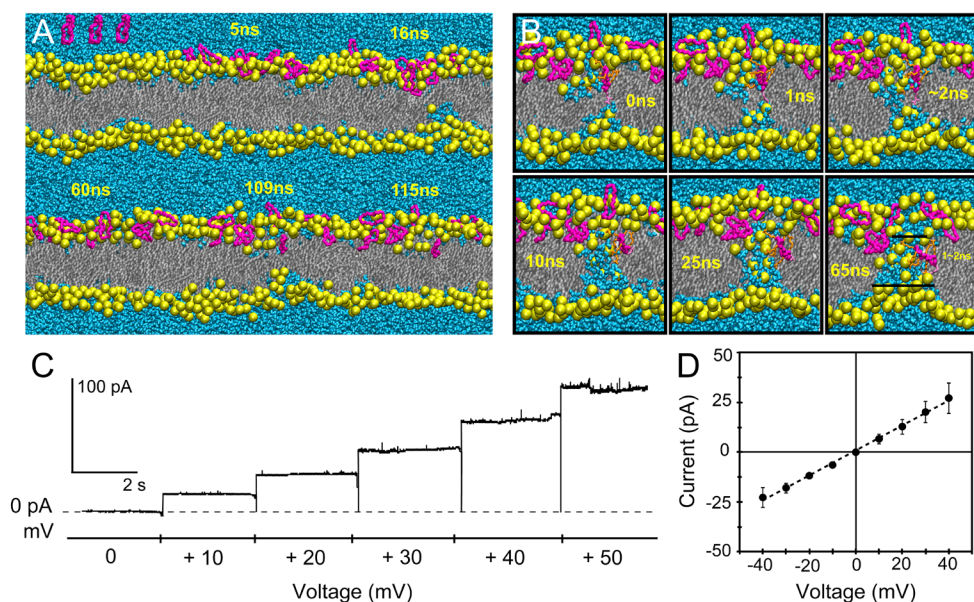 A
5ns
16ns
60ns
109ns
115ns
B
0ns
1ns
~2ns
10ns
25ns
65ns
1~2ns
C
100 pA
2 s
0 pA
mV
0
+ 10
+ 20
+ 30
+ 40
+ 50
Voltage (mV)
D
Current (pA)
50
25
0
-25
-50
-40
-20
0
20
40
Voltage (mV)